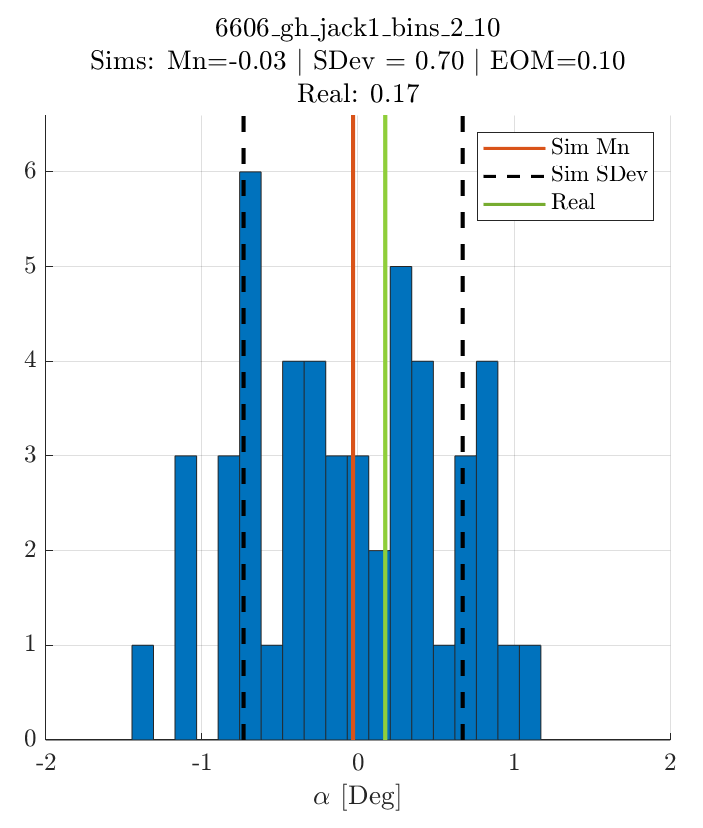 6606_gh_jack1_bins_2_10
Sims: Mn=-0.03 | SDev = 0.70 | EOM=0.10
Real: 0.17
Sim Mn
Sim SDev
Real
6
5
4
3
2
1
0
-2 -1 0 1 2
α [Deg]